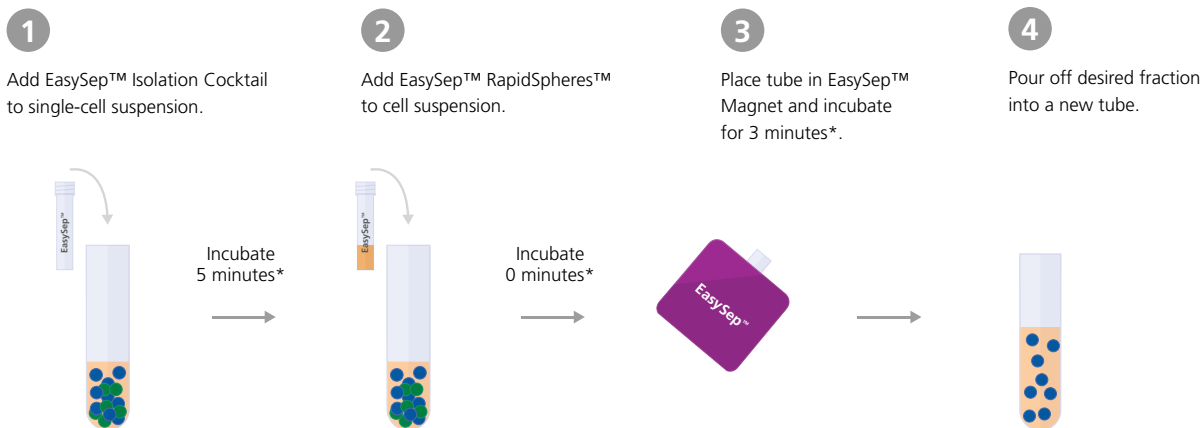 1
Add EasySep™ Isolation Cocktail
to single-cell suspension.
EasySep™
Incubate
5 minutes*
2
Add EasySep™ RapidSpheres™
to cell suspension.
EasySep™
Incubate
0 minutes*
3
Place tube in EasySep™
Magnet and incubate
for 3 minutes*.
EasySep™
4
Pour off desired fraction
into a new tube.